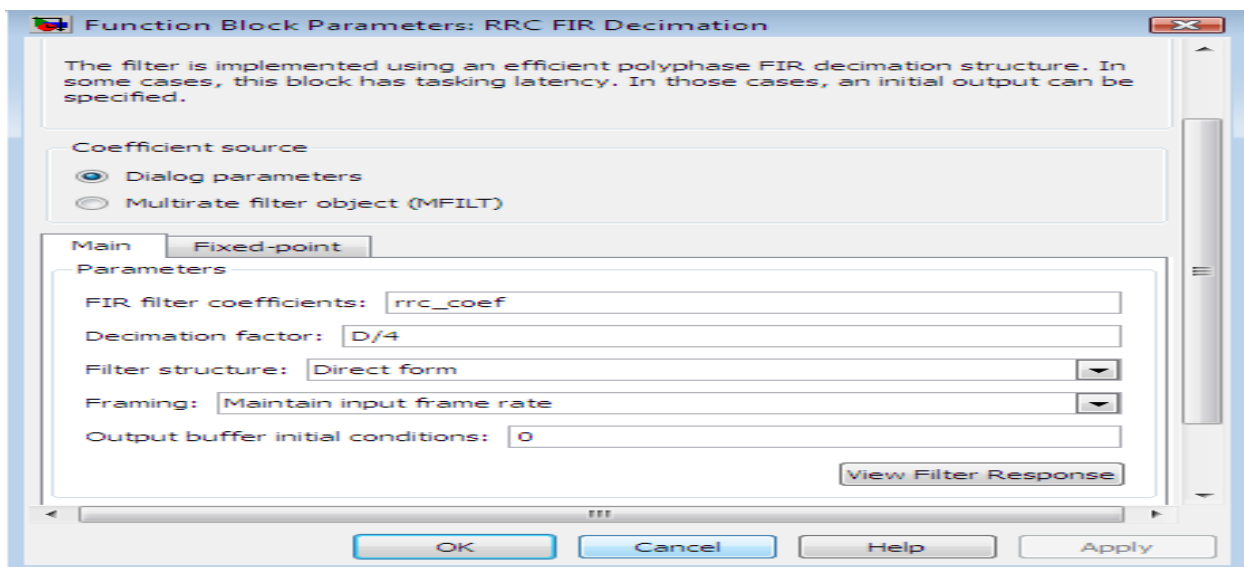 Function Block Parameters: RRC FIR Decimation
The filter is implemented using an efficient polyphase FIR decimation structure. In
some cases, this block has tasking latency. In those cases, an initial output can be
specified.
Coefficient source
Dialog parameters
Multirate filter object (MFILT)
Main Fixed-point
Parameters
FIR filter coefficients: rrc_coef
Decimation factor: D/4
Filter structure: Direct form
Framing: Maintain input frame rate
Output buffer initial conditions: 0
View Filter Response
OK Cancel Help Apply